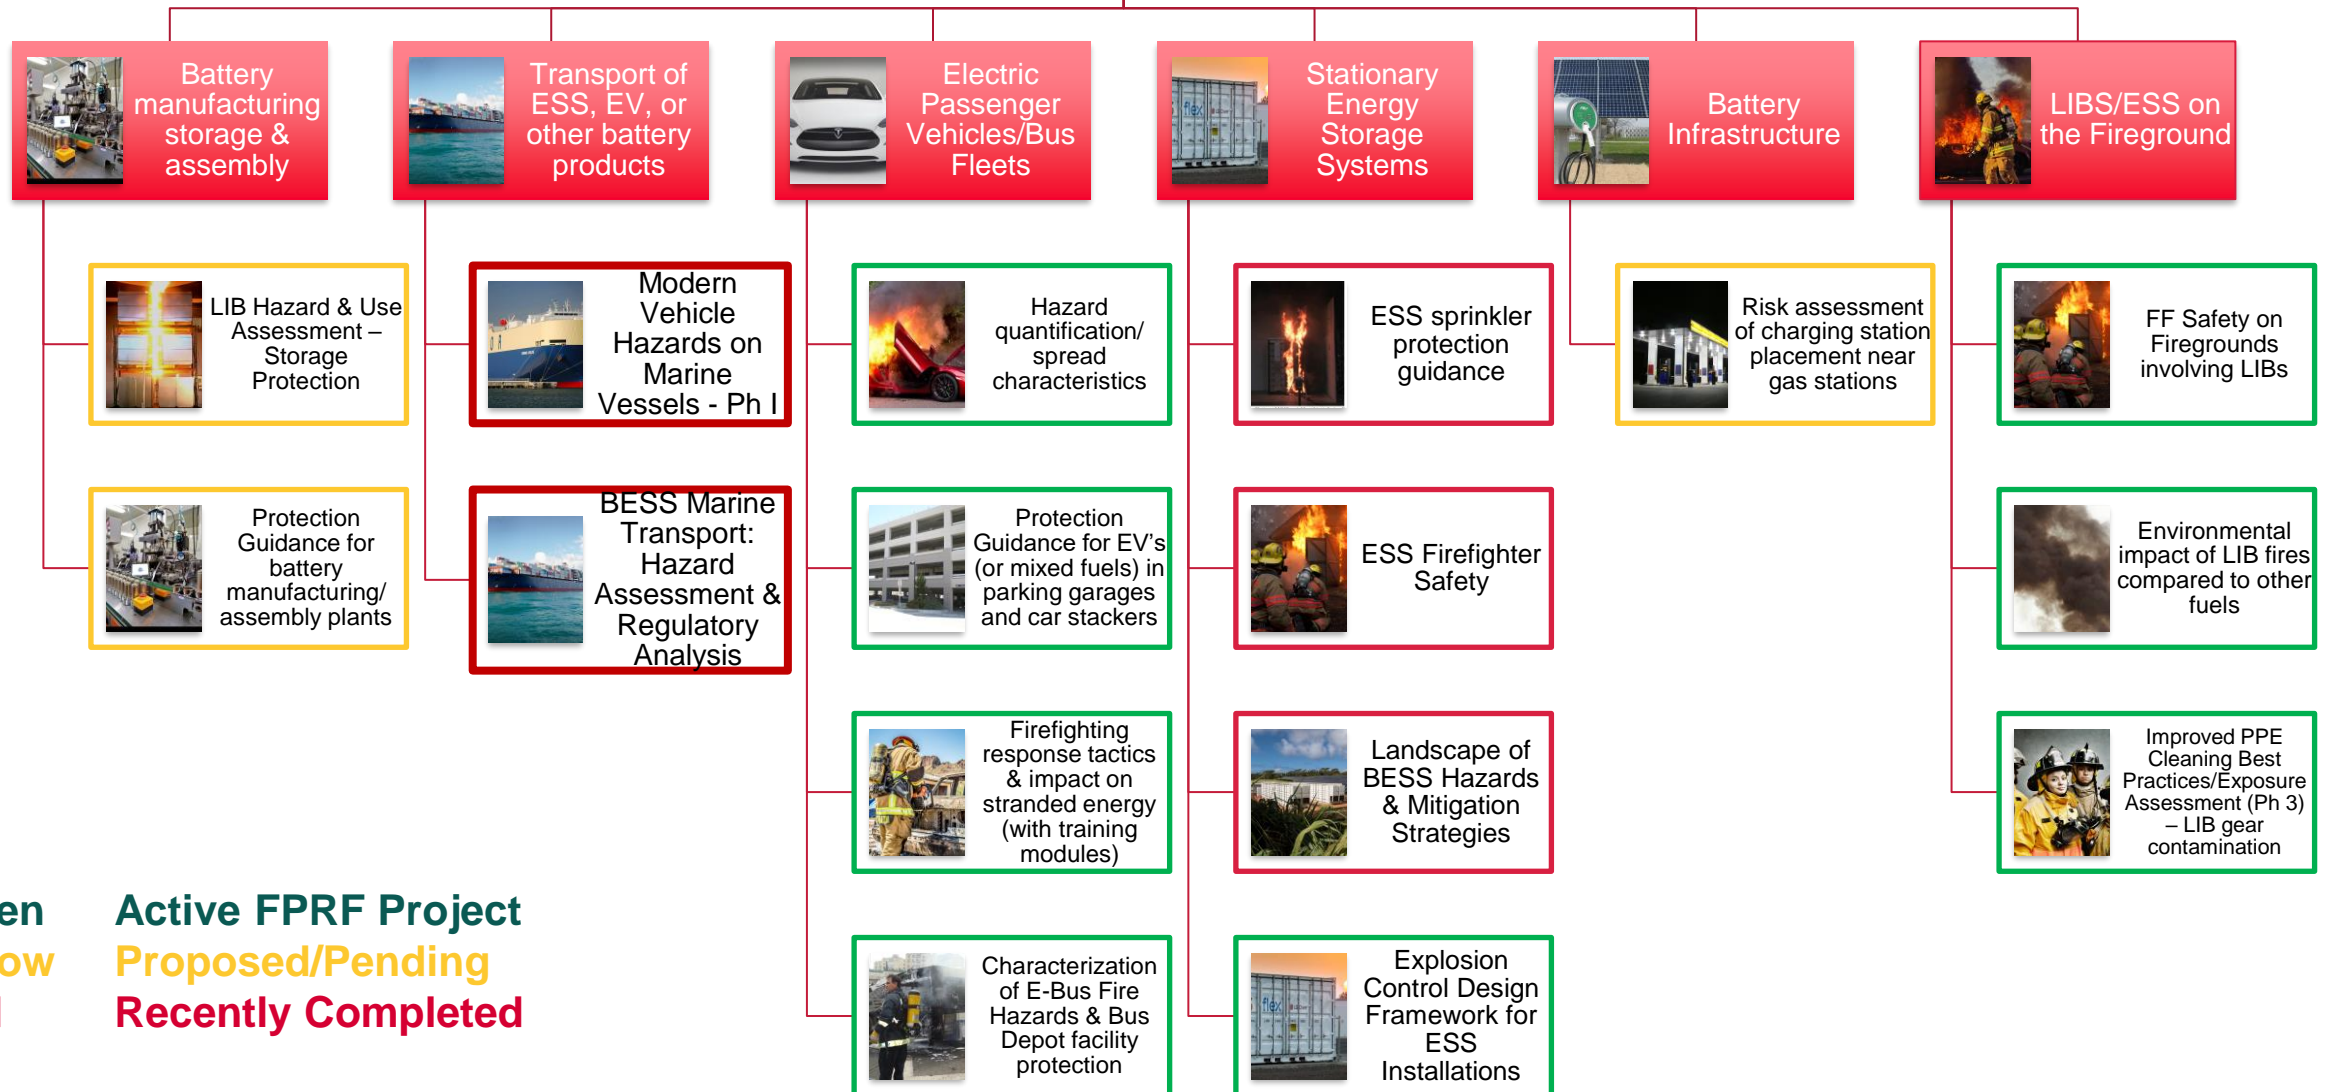 Battery
manufacturing
storage &
assembly
Transport of
ESS, EV, or
other battery
products
Electric
Passenger
Vehicles/Bus
Fleets
Stationary
Energy
Storage
Systems
Battery
Infrastructure
LIBS/ESS on
the Fireground
LIB Hazard & Use
Assessment –
Storage
Protection
Protection
Guidance for
battery
manufacturing/
assembly plants
Modern
Vehicle
Hazards on
Marine
Vessels - Ph I
BESS Marine
Transport:
Hazard
Assessment &
Regulatory
Analysis
Hazard
quantification/
spread
characteristics
Protection
Guidance for EV's
(or mixed fuels) in
parking garages
and car stackers
Firefighting
response tactics
& impact on
stranded energy
(with training
modules)
Characterization
of E-Bus Fire
Hazards & Bus
Depot facility
protection
ESS sprinkler
protection
guidance
ESS Firefighter
Safety
Landscape of
BESS Hazards
& Mitigation
Strategies
flex
Explosion
Control Design
Framework for
ESS
Installations
Risk assessment
of charging station
placement near
gas stations
FF Safety on
Firegrounds
involving LIBs
Environmental
impact of LIB fires
compared to other
fuels
Improved PPE
Cleaning Best
Practices/Exposure
Assessment (Ph 3)
– LIB gear
contamination
en Active FPRF Project
ow Proposed/Pending
Recently Completed